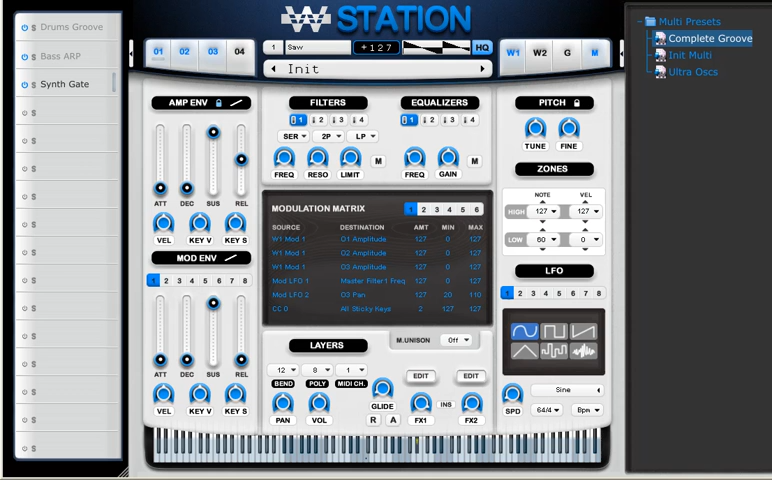 W STATION
Drums Groove
Bass ARP
Synth Gate
O1 O2 O3 O4
1 Saw +127 HQ
Init
W1 W2 G M
Multi Presets
Complete Groove
Init Multi
Ultra Oscs
AMP ENV
ATT DEC SUS REL
VEL KEY V KEY S
MOD ENV
1 2 3 4 5 6 7 8
ATT DEC SUS REL
VEL KEY V KEY S
FILTERS
1 2 3 4
SER 2P LP
FREQ RESO LIMIT M
EQUALIZERS
1 2 3 4
FREQ GAIN M
MODULATION MATRIX 1 2 3 4 5 6
SOURCE DESTINATION AMT MIN MAX
W1 Mod 1 O1 Amplitude 127 0 127
W1 Mod 1 O2 Amplitude 127 0 127
W1 Mod 1 O3 Amplitude 127 0 127
Mod LFO 1 Master Filter1 Freq 127 0 127
Mod LFO 2 O3 Pan 127 20 110
CC 0 All Sticky Keys 2 127 127
LAYERS
M.UNISON Off
12 8 1
BEND POLY MIDI CH.
PAN VOL
GLIDE
R A
EDIT EDIT
INS
FX1 FX2
PITCH
TUNE FINE
ZONES
NOTE VEL
HIGH 127 127
LOW 60 0
LFO
1 2 3 4 5 6 7 8
Sine
SPD 64/4 Bpm